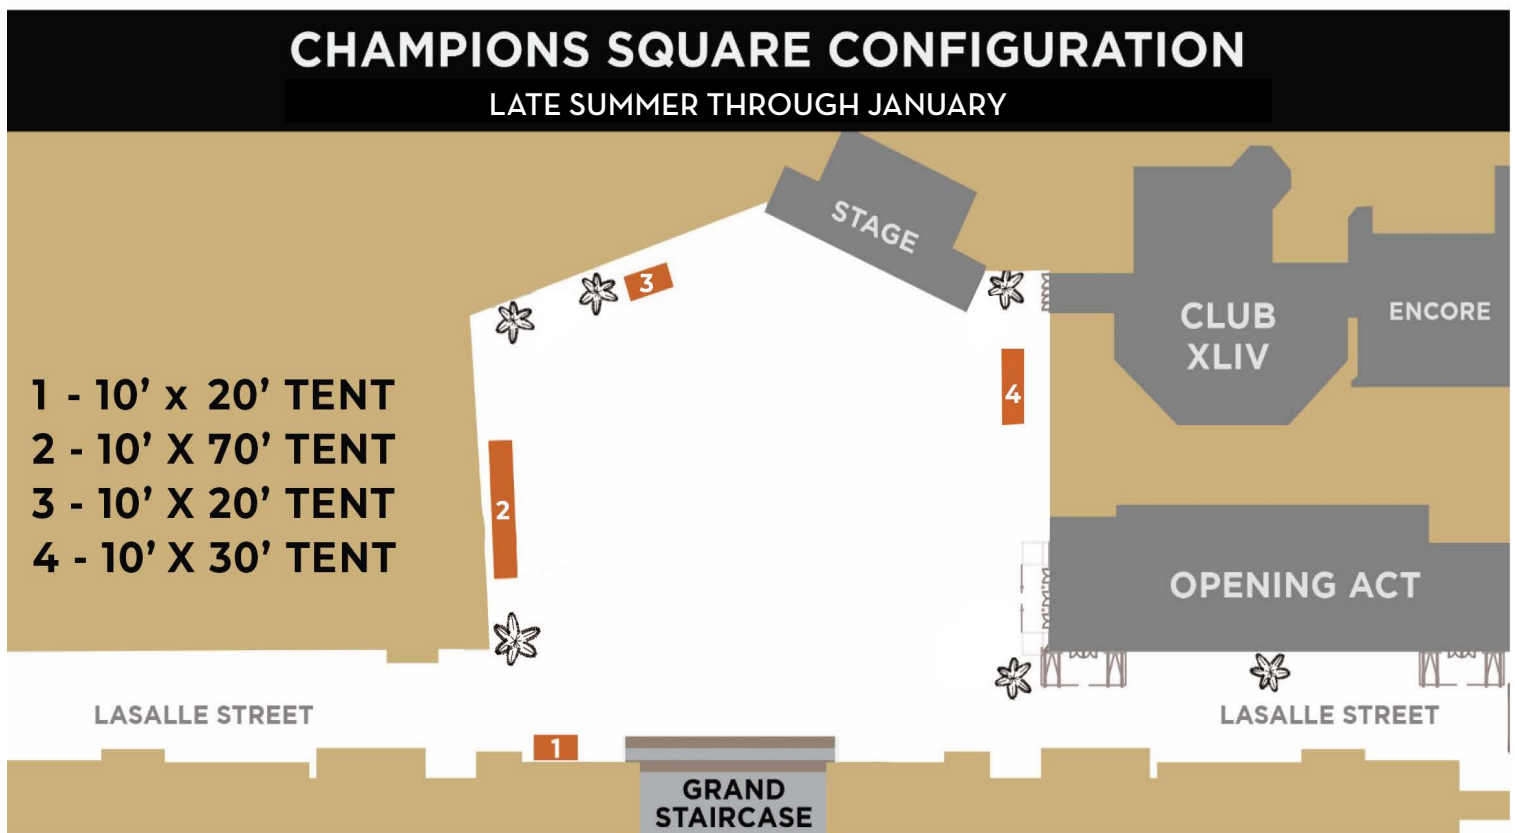 CHAMPIONS SQUARE CONFIGURATION
LATE SUMMER THROUGH JANUARY
STAGE
3
CLUB
XLIV
ENCORE
4
1 - 10’ x 20’ TENT
2 - 10’ X 70’ TENT
3 - 10’ X 20’ TENT
4 - 10’ X 30’ TENT
2
OPENING ACT
LASALLE STREET
LASALLE STREET
1
GRAND
STAIRCASE